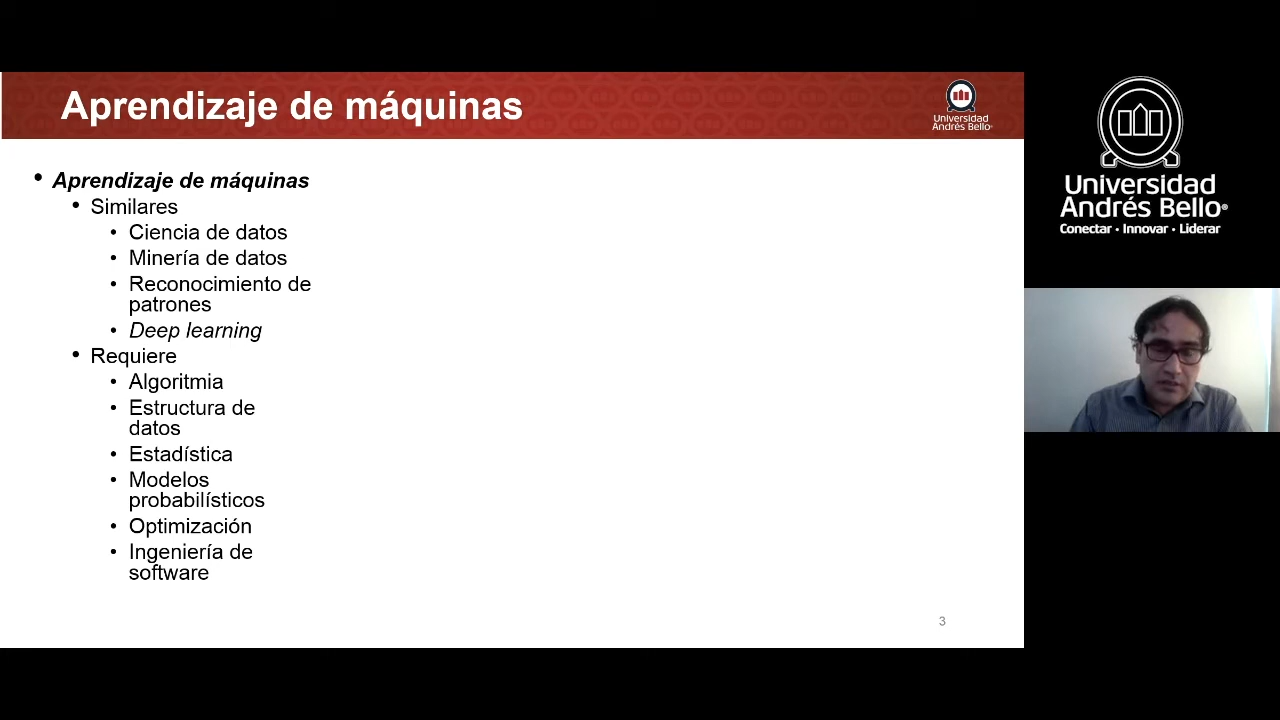 Aprendizaje de máquinas
Universidad
Andrés Bello®
• Aprendizaje de máquinas
• Similares
• Ciencia de datos
• Minería de datos
• Reconocimiento de
patrones
• Deep learning
• Requiere
• Algoritmia
• Estructura de
datos
• Estadística
• Modelos
probabilísticos
• Optimización
• Ingeniería de
software
3
Universidad
Andrés Bello®
Conectar • Innovar • Liderar